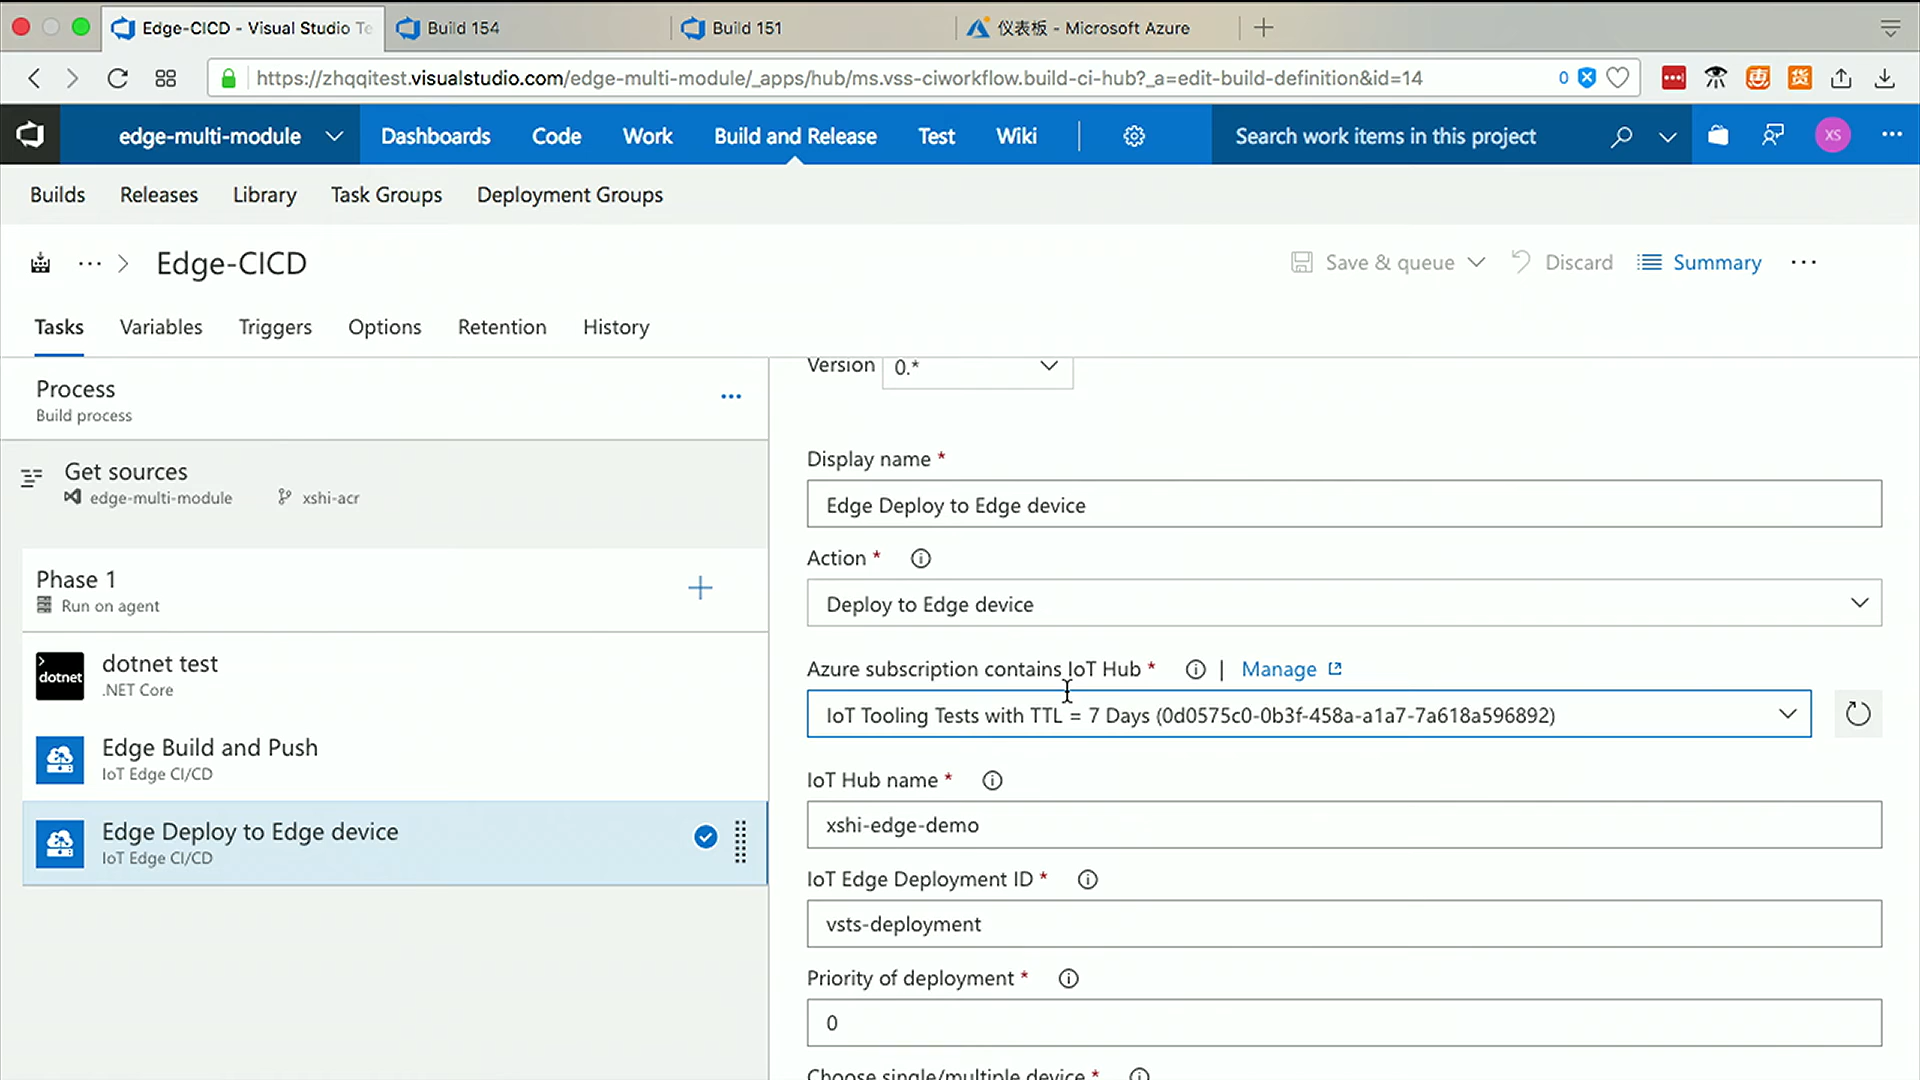 Edge-CICD - Visual Studio Te
Build 154
Build 151
仪表板 - Microsoft Azure
https://zhqqitest.visualstudio.com/edge-multi-module/_apps/hub/ms.vss-ciworkflow.build-ci-hub?_a=edit-build-definition&id=14
0
惠
货
edge-multi-module
Dashboards
Code
Work
Build and Release
Test
Wiki
Search work items in this project
XS
Builds
Releases
Library
Task Groups
Deployment Groups
Edge-CICD
Save & queue
Discard
Summary
Tasks
Variables
Triggers
Options
Retention
History
Process
Build process
Get sources
edge-multi-module
xshi-acr
Phase 1
Run on agent
dotnet
dotnet test
.NET Core
Edge Build and Push
IoT Edge CI/CD
Edge Deploy to Edge device
IoT Edge CI/CD
Version 0.*
Display name *
Edge Deploy to Edge device
Action *
Deploy to Edge device
Azure subscription contains IoT Hub * | Manage
IoT Tooling Tests with TTL = 7 Days (0d0575c0-0b3f-458a-a1a7-7a618a596892)
IoT Hub name *
xshi-edge-demo
IoT Edge Deployment ID *
vsts-deployment
Priority of deployment *
0
Choose single/multiple device *